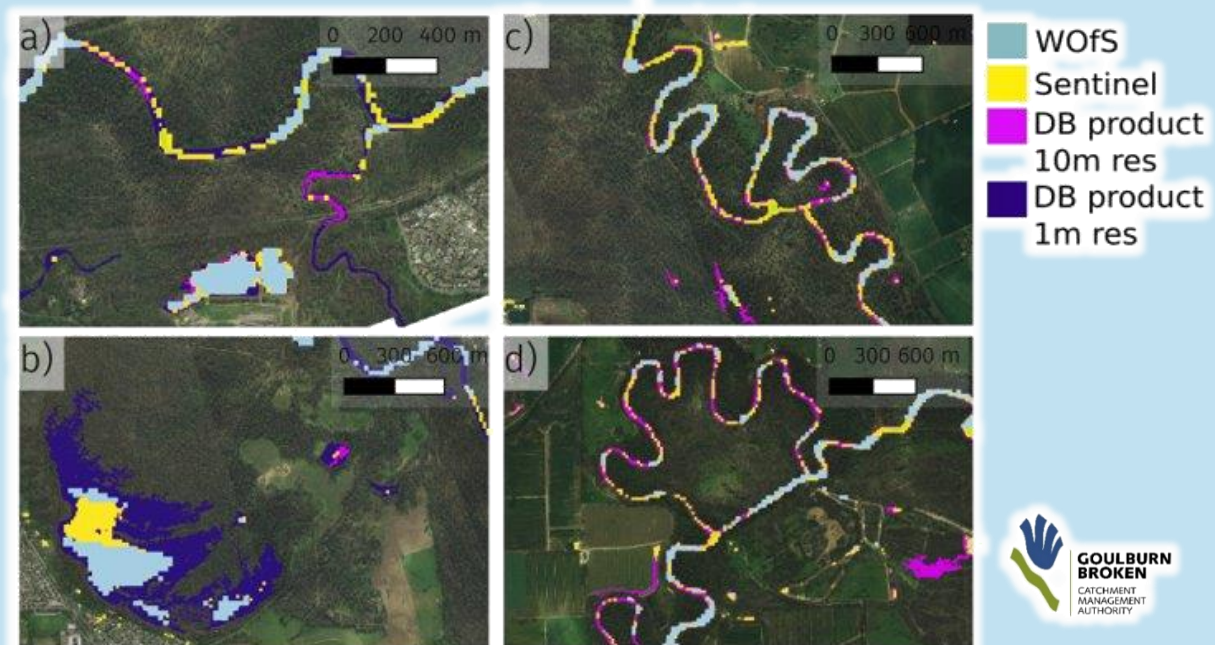 a)
0 200 400 m
c)
0 300 600 m
WOfS
Sentinel
DB product
10m res
DB product
1m res
b)
0 300 600 m
d)
0 300 600 m
GOULBURN
BROKEN
CATCHMENT
MANAGEMENT
AUTHORITY